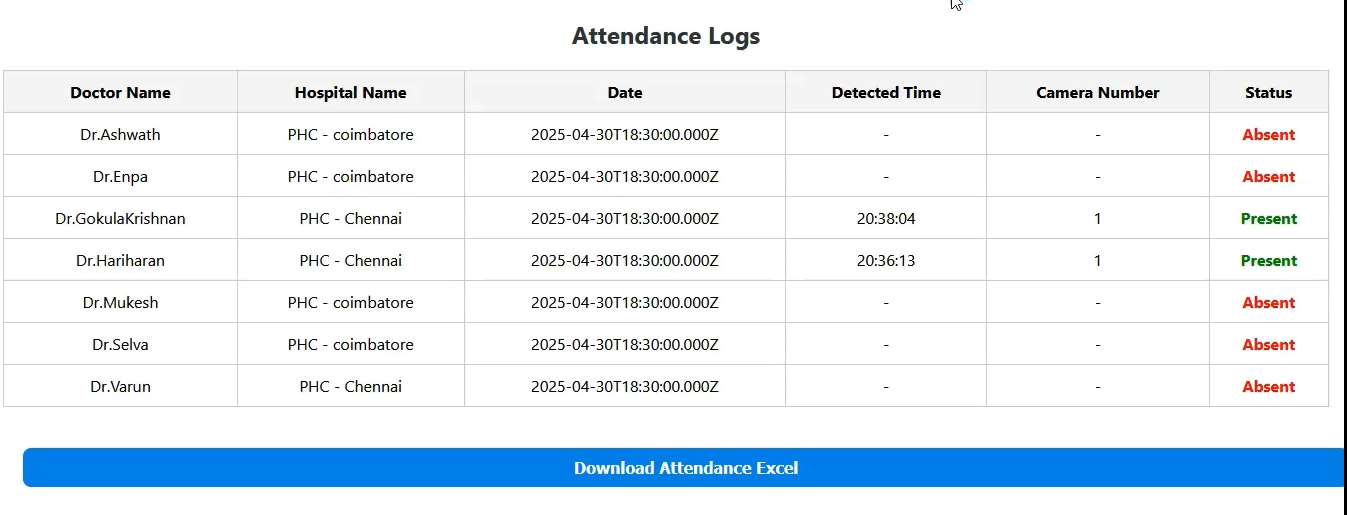 Attendance Logs
Doctor Name Hospital Name Date Detected Time Camera Number Status
Dr.Ashwath PHC - coimbatore 2025-04-30T18:30:00.000Z - - Absent
Dr.Enpa PHC - coimbatore 2025-04-30T18:30:00.000Z - - Absent
Dr.GokulaKrishnan PHC - Chennai 2025-04-30T18:30:00.000Z 20:38:04 1 Present
Dr.Hariharan PHC - Chennai 2025-04-30T18:30:00.000Z 20:36:13 1 Present
Dr.Mukesh PHC - coimbatore 2025-04-30T18:30:00.000Z - - Absent
Dr.Selva PHC - coimbatore 2025-04-30T18:30:00.000Z - - Absent
Dr.Varun PHC - Chennai 2025-04-30T18:30:00.000Z - - Absent
Download Attendance Excel